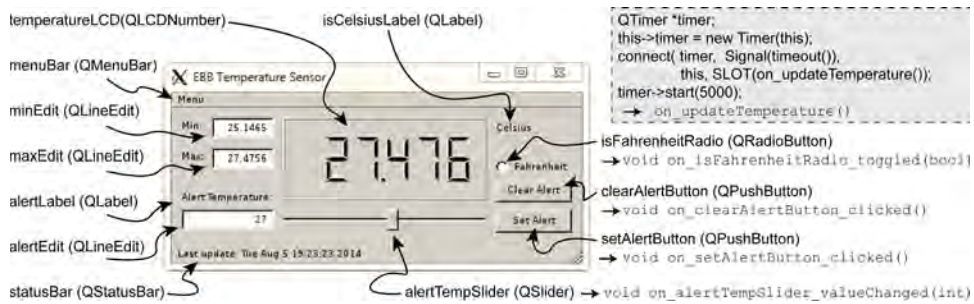 temperatureLCD(QLCDNumber)
isCelsiusLabel (QLabel)
QTimer *timer;
this->timer = new Timer(this);
connect( timer, Signal(timeout()),
this, SLOT(on_updateTemperature());
timer->start(5000);
→ on_updateTemperature()
menuBar (QMenuBar)
X EBB Temperature Sensor
Menu
minEdit (QLineEdit)
Min: 25.1465
Celsius
maxEdit (QLineEdit)
Max: 27.4756
27.476
Fahrenheit
isFahrenheitRadio (QRadioButton)
→void on_isFahrenheitRadio_toggled(bool)
Clear Alert
clearAlertButton (QPushButton)
→void on_clearAlertButton_clicked()
alertLabel (QLabel)
Alert Temperature:
27
Set Alert
setAlertButton (QPushButton)
→ void on_setAlertButton_clicked()
alertEdit (QLineEdit)
Last update: Tue Aug 5 19:23:23 2014
statusBar (QStatusBar)
alertTempSlider (QSlider) → void on_alertTempSlider_valueChanged(int)